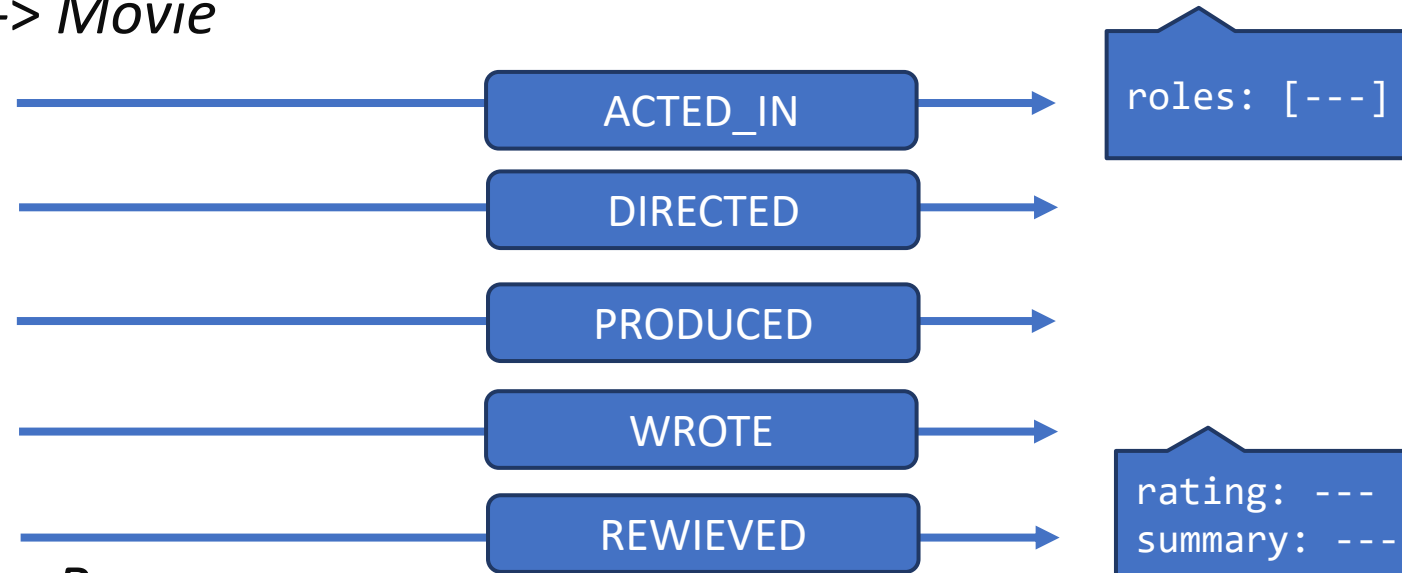 -> Movie
ACTED_IN
roles: [---]
DIRECTED
PRODUCED
WROTE
rating: ---
summary: ---
REWIEVED